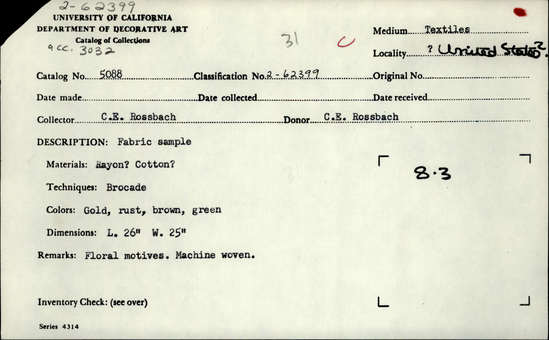 2-62399
UNIVERSITY OF CALIFORNIA
DEPARTMENT OF DECORATIVE ART
Catalog of Collections
acc. 3032
31
C
Medium Textiles
Locality ? United States?
Catalog No. 5088 Classification No. 2-62399 Original No.
Date made Date collected Date received
Collector C.E. Rossbach Donor C.E. Rossbach
DESCRIPTION: Fabric sample
Materials: Rayon? Cotton?
Techniques: Brocade
Colors: Gold, rust, brown, green
Dimensions: L. 26" W. 25"
Remarks: Floral motives. Machine woven.
8.3
Inventory Check: (see over)
Series 4314